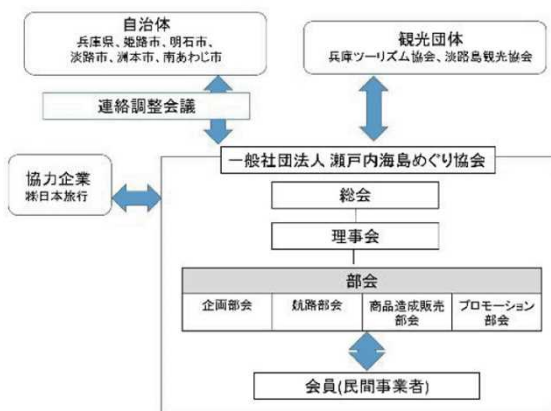 自治体
兵庫県、姫路市、明石市、
淡路市、洲本市、南あわじ市
観光団体
兵庫ツーリズム協会、淡路島観光協会
連絡調整会議
一般社団法人 瀬戸内海島めぐり協会
協力企業
㈱日本旅行
総会
理事会
部会
企画部会
航路部会
商品造成販売
部会
プロモーション
部会
会員(民間事業者)